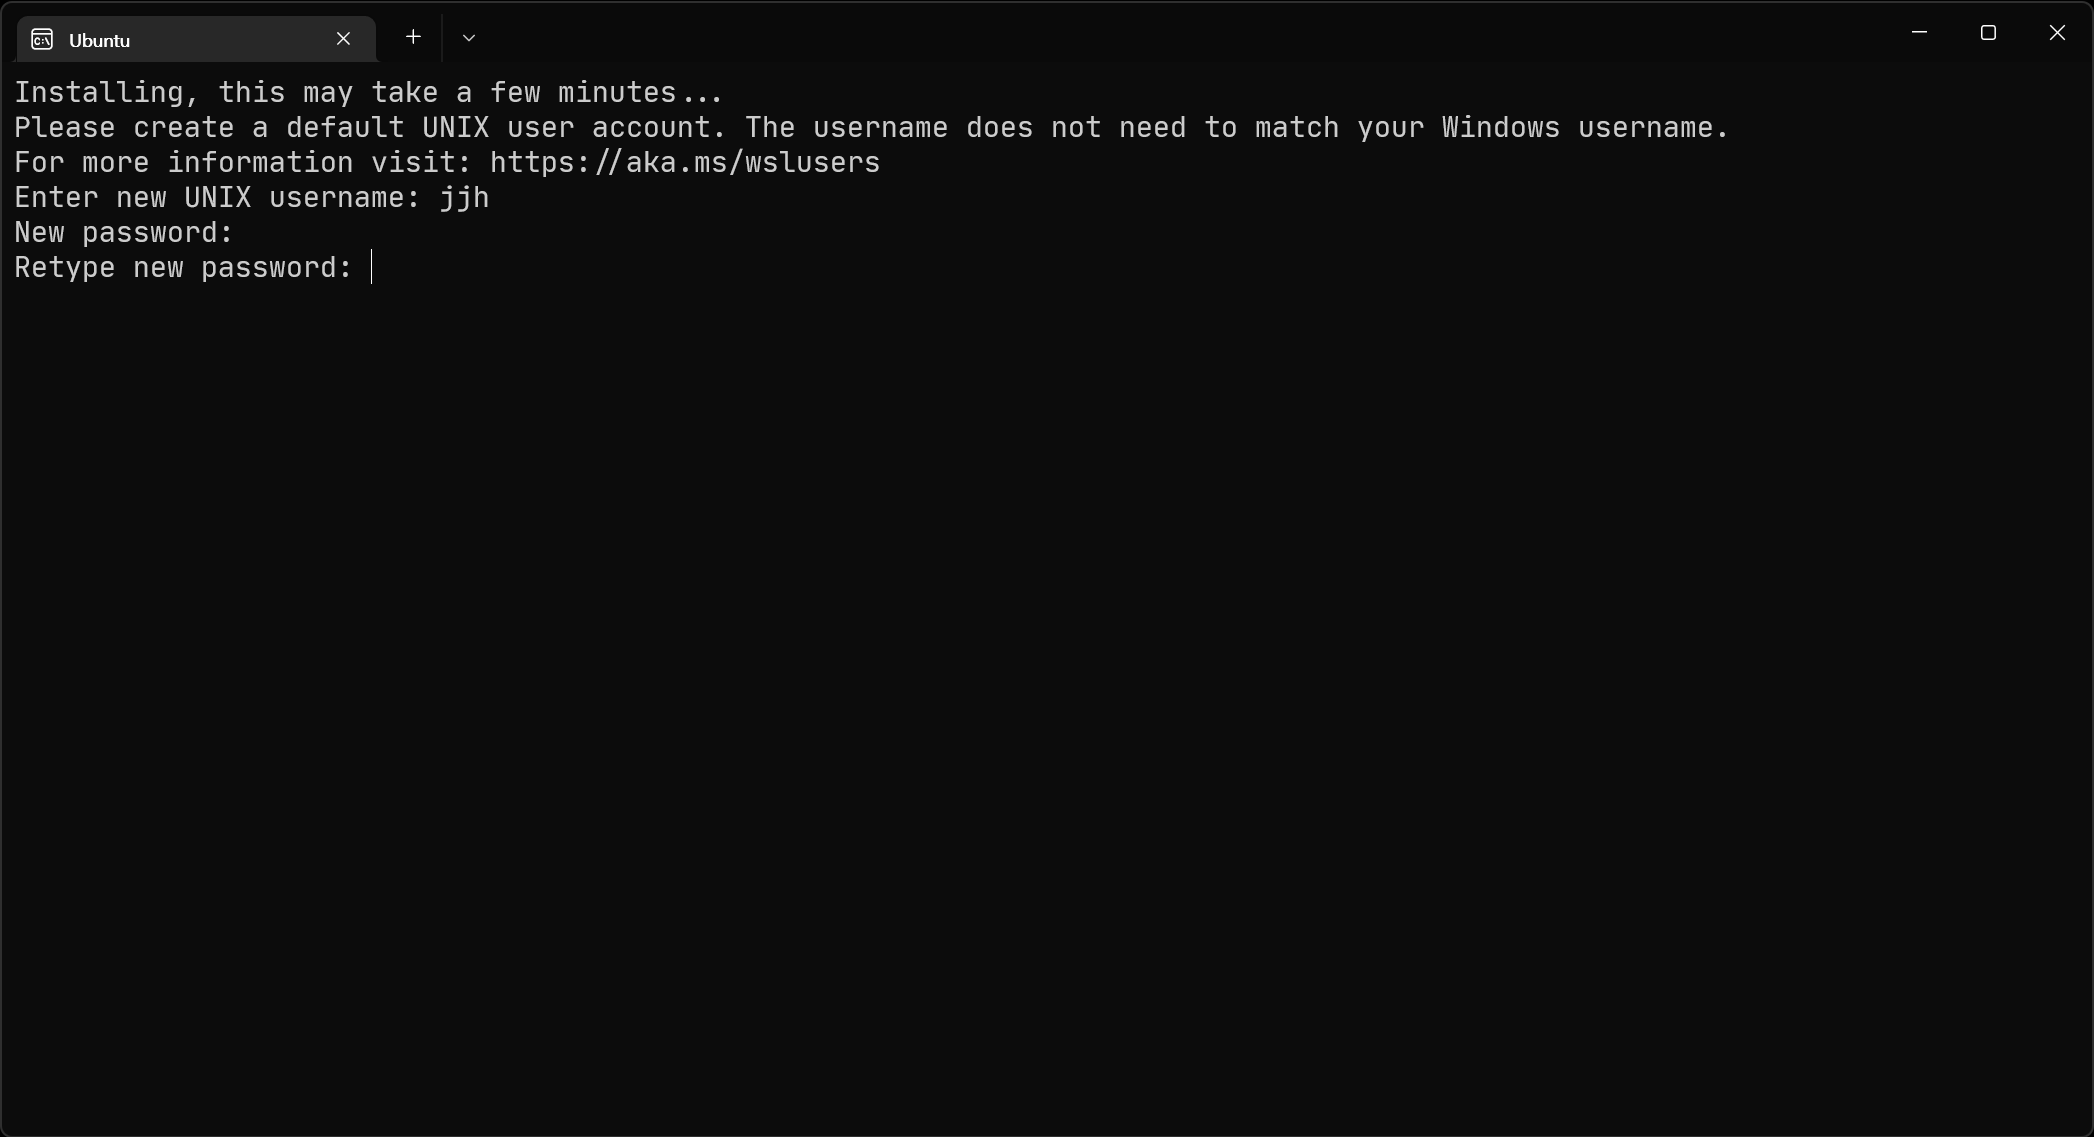 Ubuntu
Installing, this may take a few minutes...
Please create a default UNIX user account. The username does not need to match your Windows username.
For more information visit: https://aka.ms/wslusers
Enter new UNIX username: jjh
New password:
Retype new password: